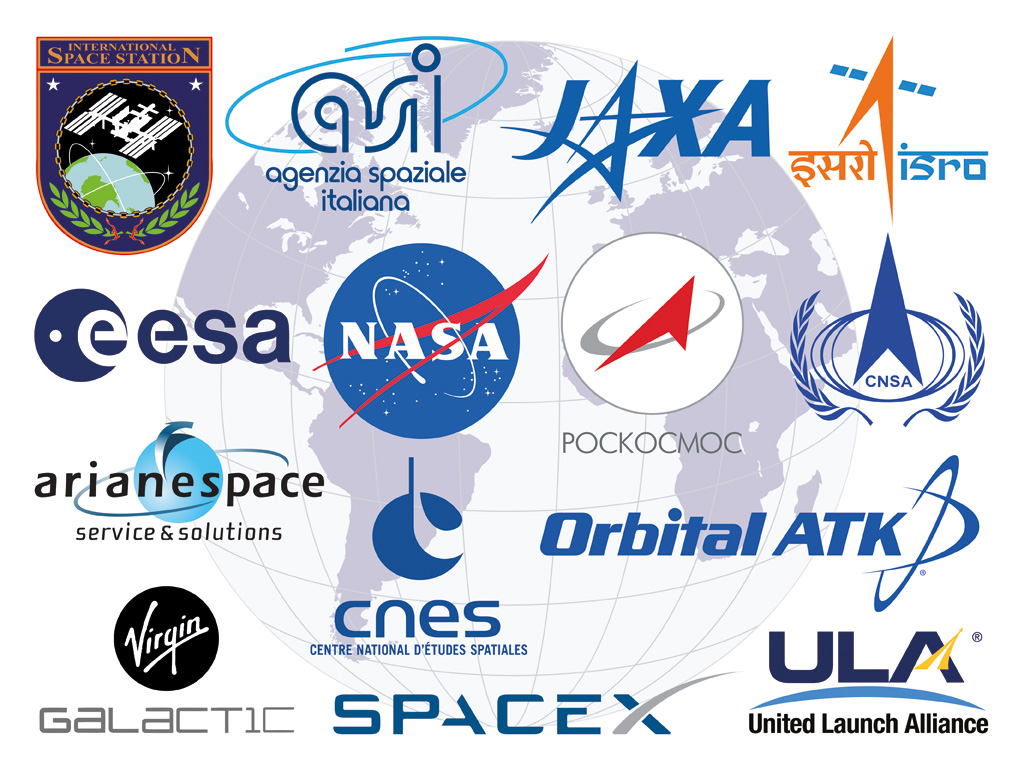 INTERNATIONAL
SPACE STATION
asi
agenzia spaziale
italiana
JAXA
इसरो isro
e esa
NASA
РОСКОСМОС
CNSA
arianespace
service & solutions
cnes
CENTRE NATIONAL D'ÉTUDES SPATIALES
Orbital ATK
®
Virgin
GALACTIC
SPACEX
ULA ®
United Launch Alliance